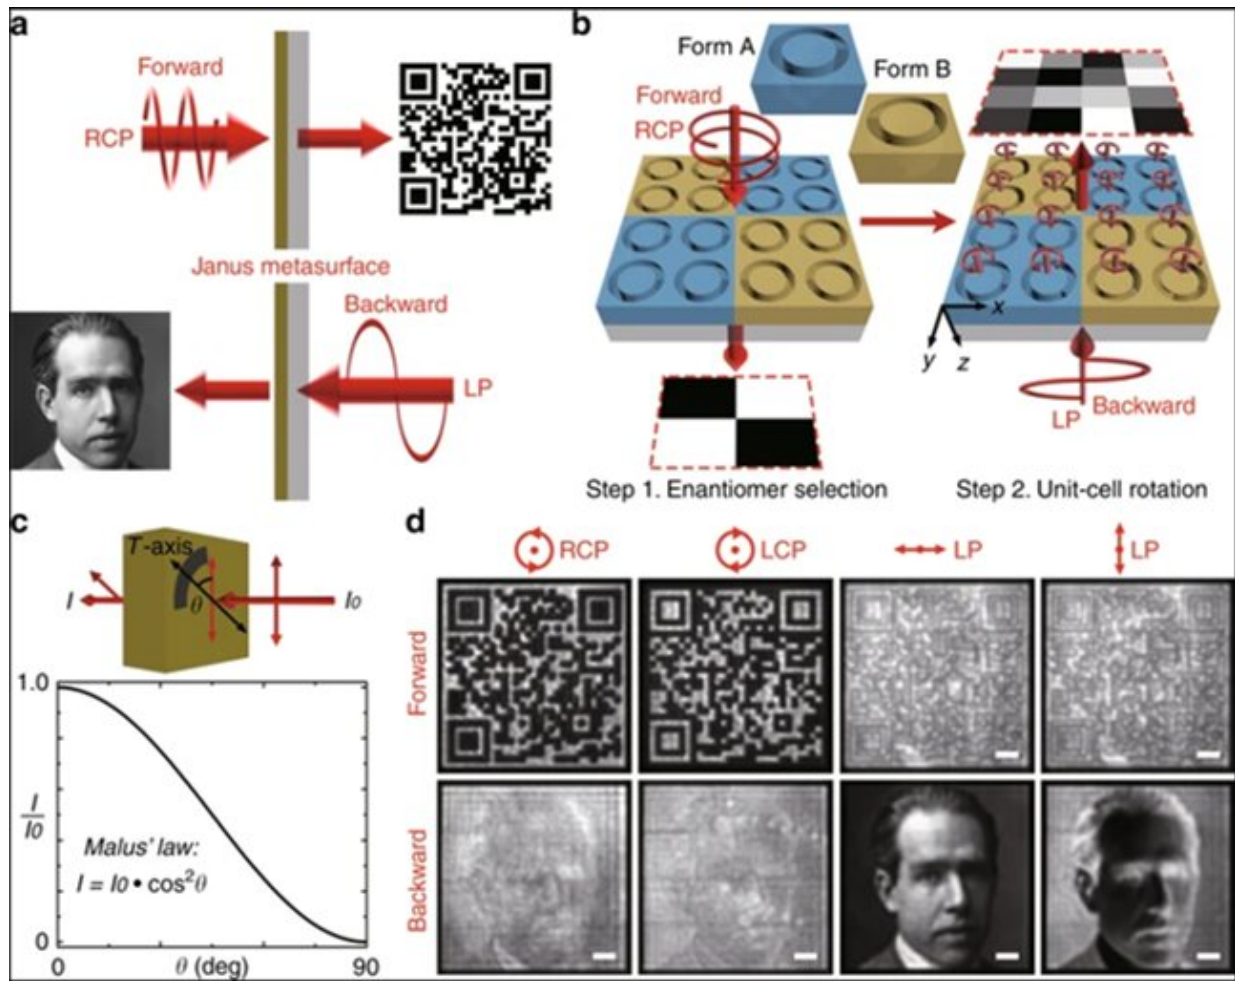 a
Forward
RCP
Janus metasurface
Backward
LP
b
Form A
Form B
Forward
RCP
x
y
z
Backward
LP
Step 1. Enantiomer selection
Step 2. Unit-cell rotation
c
T-axis
I
θ
I0
1.0
I
I0
Malus' law:
I = I0 • cos²θ
0
0
θ (deg)
90
d
RCP
LCP
LP
LP
Forward
Backward